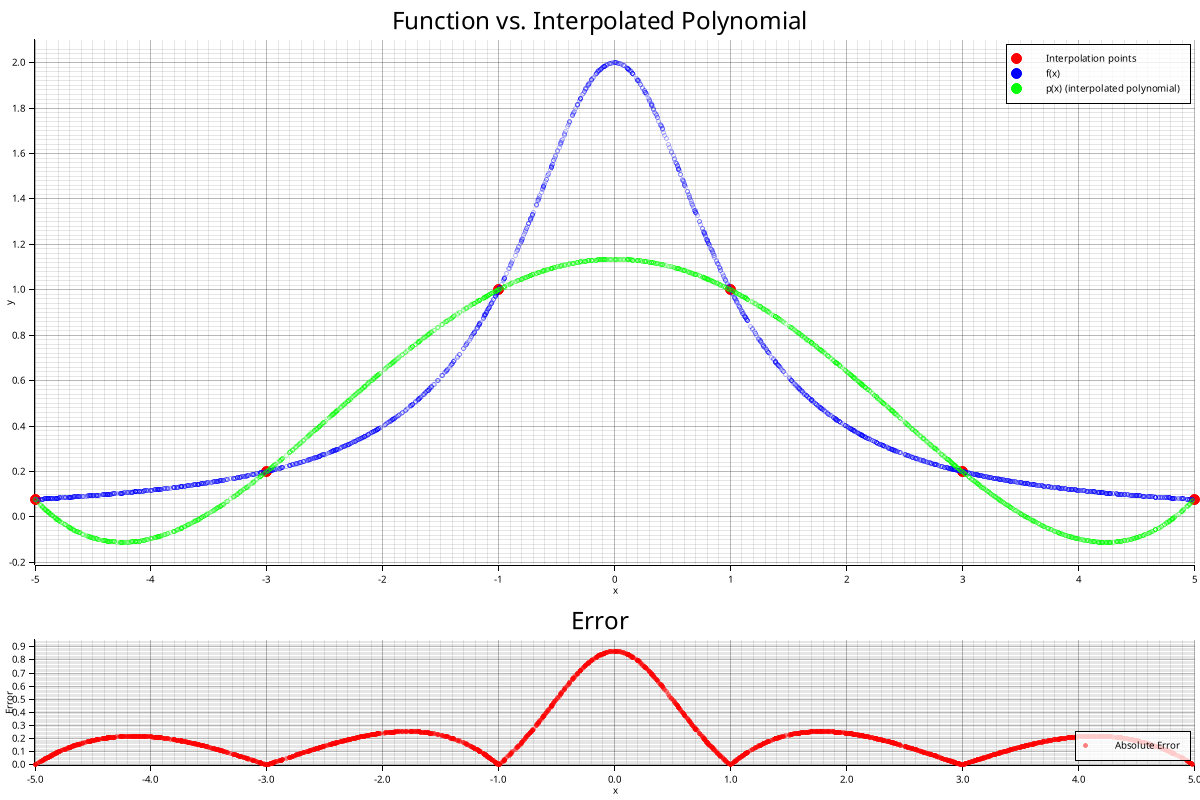 Function vs. Interpolated Polynomial
Interpolation points
f(x)
p(x) (interpolated polynomial)
y
2.0
1.8
1.6
1.4
1.2
1.0
0.8
0.6
0.4
0.2
0.0
-0.2
-5 -4 -3 -2 -1 0 1 2 3 4 5
x
Error
Error
0.9
0.8
0.7
0.6
0.5
0.4
0.3
0.2
0.1
0.0
Absolute Error
-5.0 -4.0 -3.0 -2.0 -1.0 0.0 1.0 2.0 3.0 4.0 5.0
x